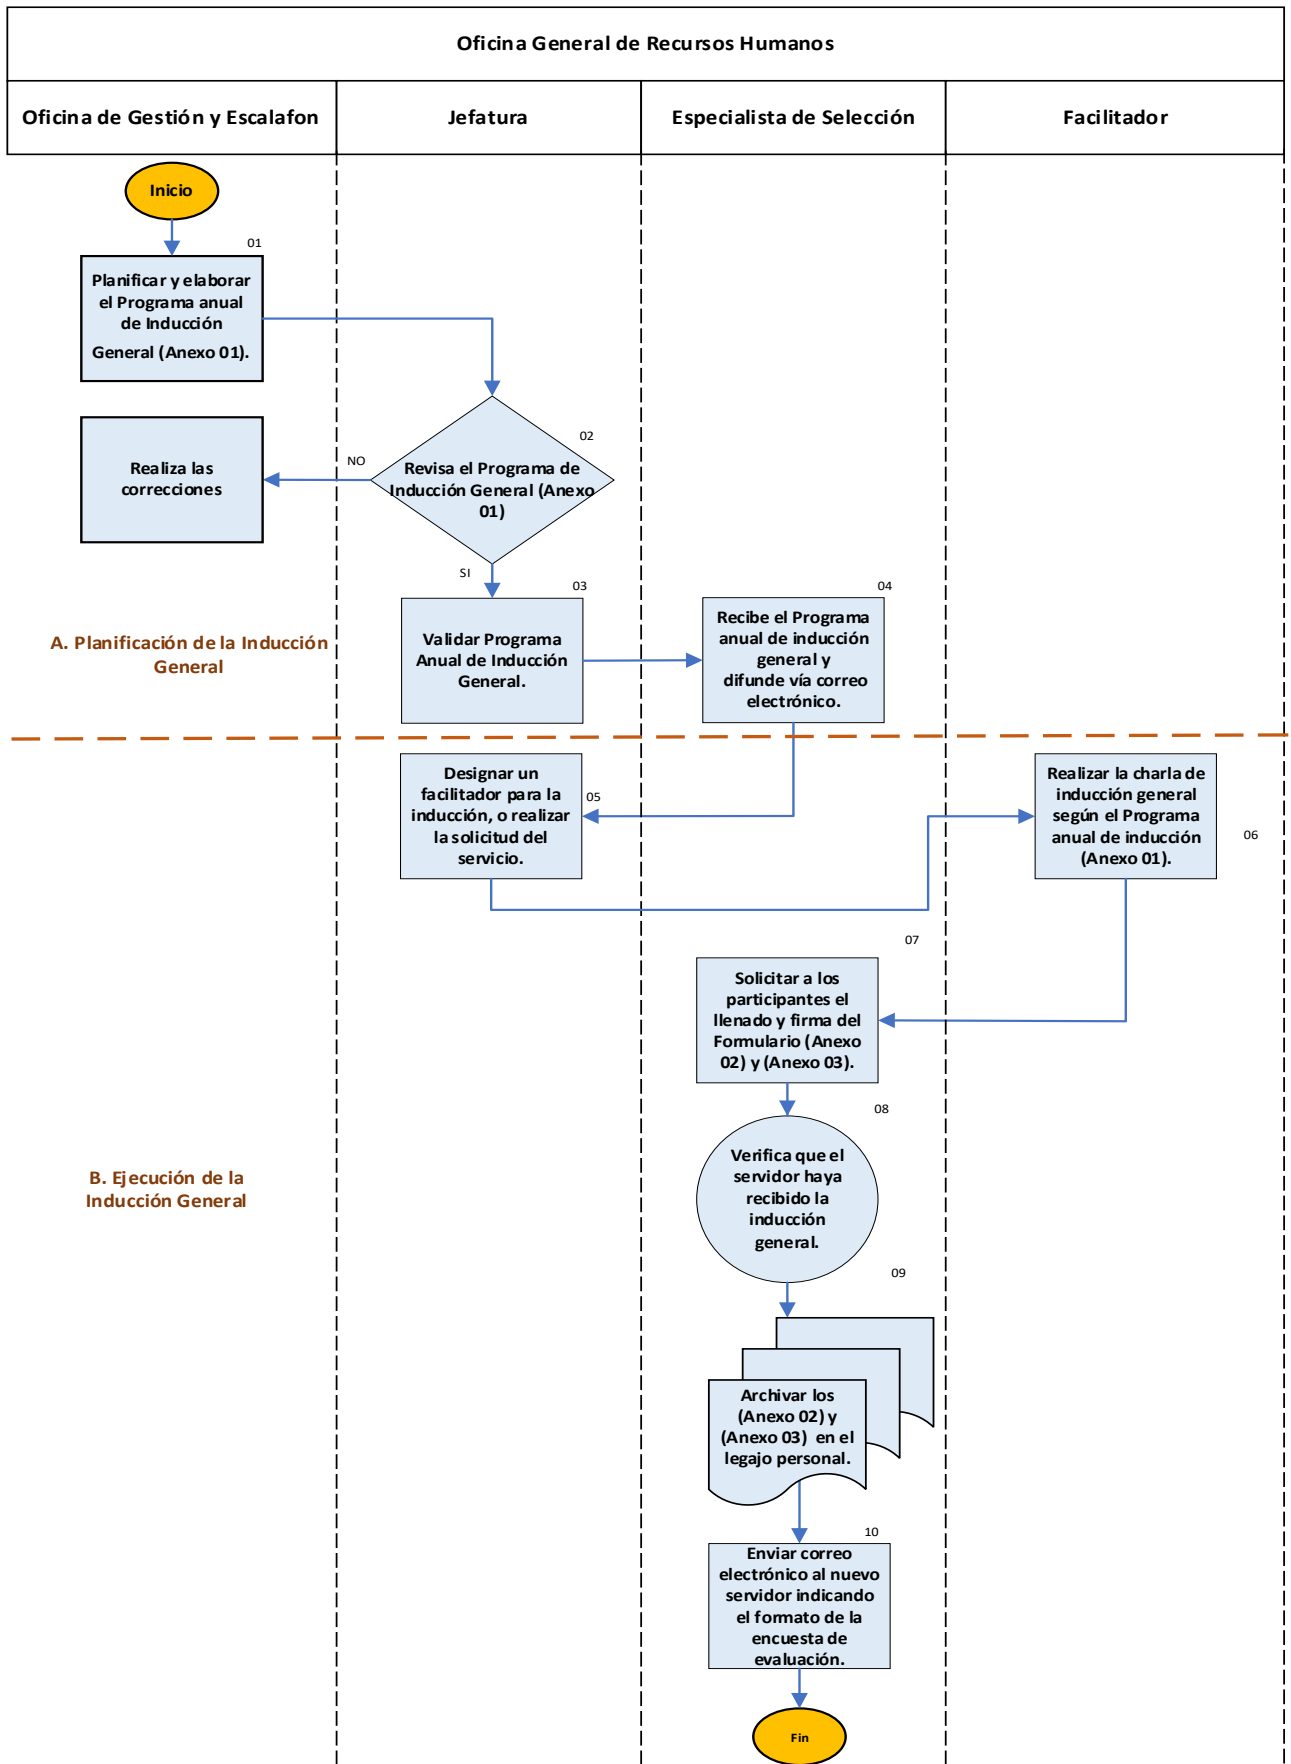 Oficina General de Recursos Humanos
Oficina de Gestión y Escalafon
Jefatura
Especialista de Selección
Facilitador
Inicio
01
Planificar y elaborar
el Programa anual
de Inducción
General (Anexo 01).
02
Revisa el Programa de
Inducción General (Anexo
01)
NO
Realiza las
correcciones
SI
03
Validar Programa
Anual de Inducción
General.
04
Recibe el Programa
anual de inducción
general y
difunde vía correo
electrónico.
A. Planificación de la Inducción
General
Designar un
facilitador para la
inducción, o realizar
la solicitud del
servicio.
05
Realizar la charla de
inducción general
según el Programa
anual de inducción
(Anexo 01).
06
07
Solicitar a los
participantes el
llenado y firma del
Formulario (Anexo
02) y (Anexo 03).
08
Verifica que el
servidor haya
recibido la
inducción
general.
B. Ejecución de la
Inducción General
09
Archivar los
(Anexo 02) y
(Anexo 03) en el
legajo personal.
10
Enviar correo
electrónico al nuevo
servidor indicando
el formato de la
encuesta de
evaluación.
Fin